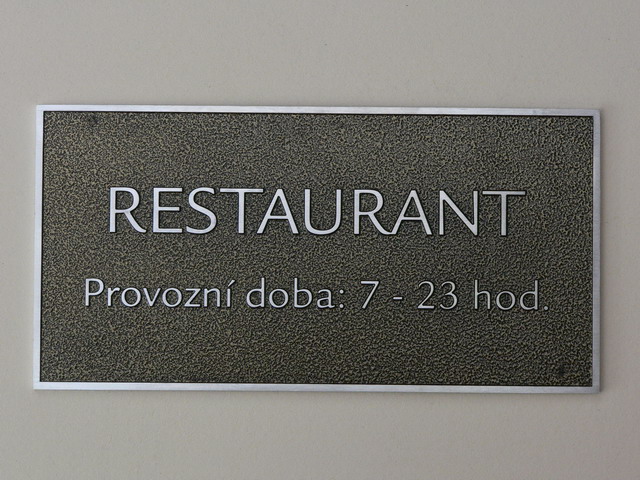 RESTAURANT
Provozní doba: 7 - 23 hod.